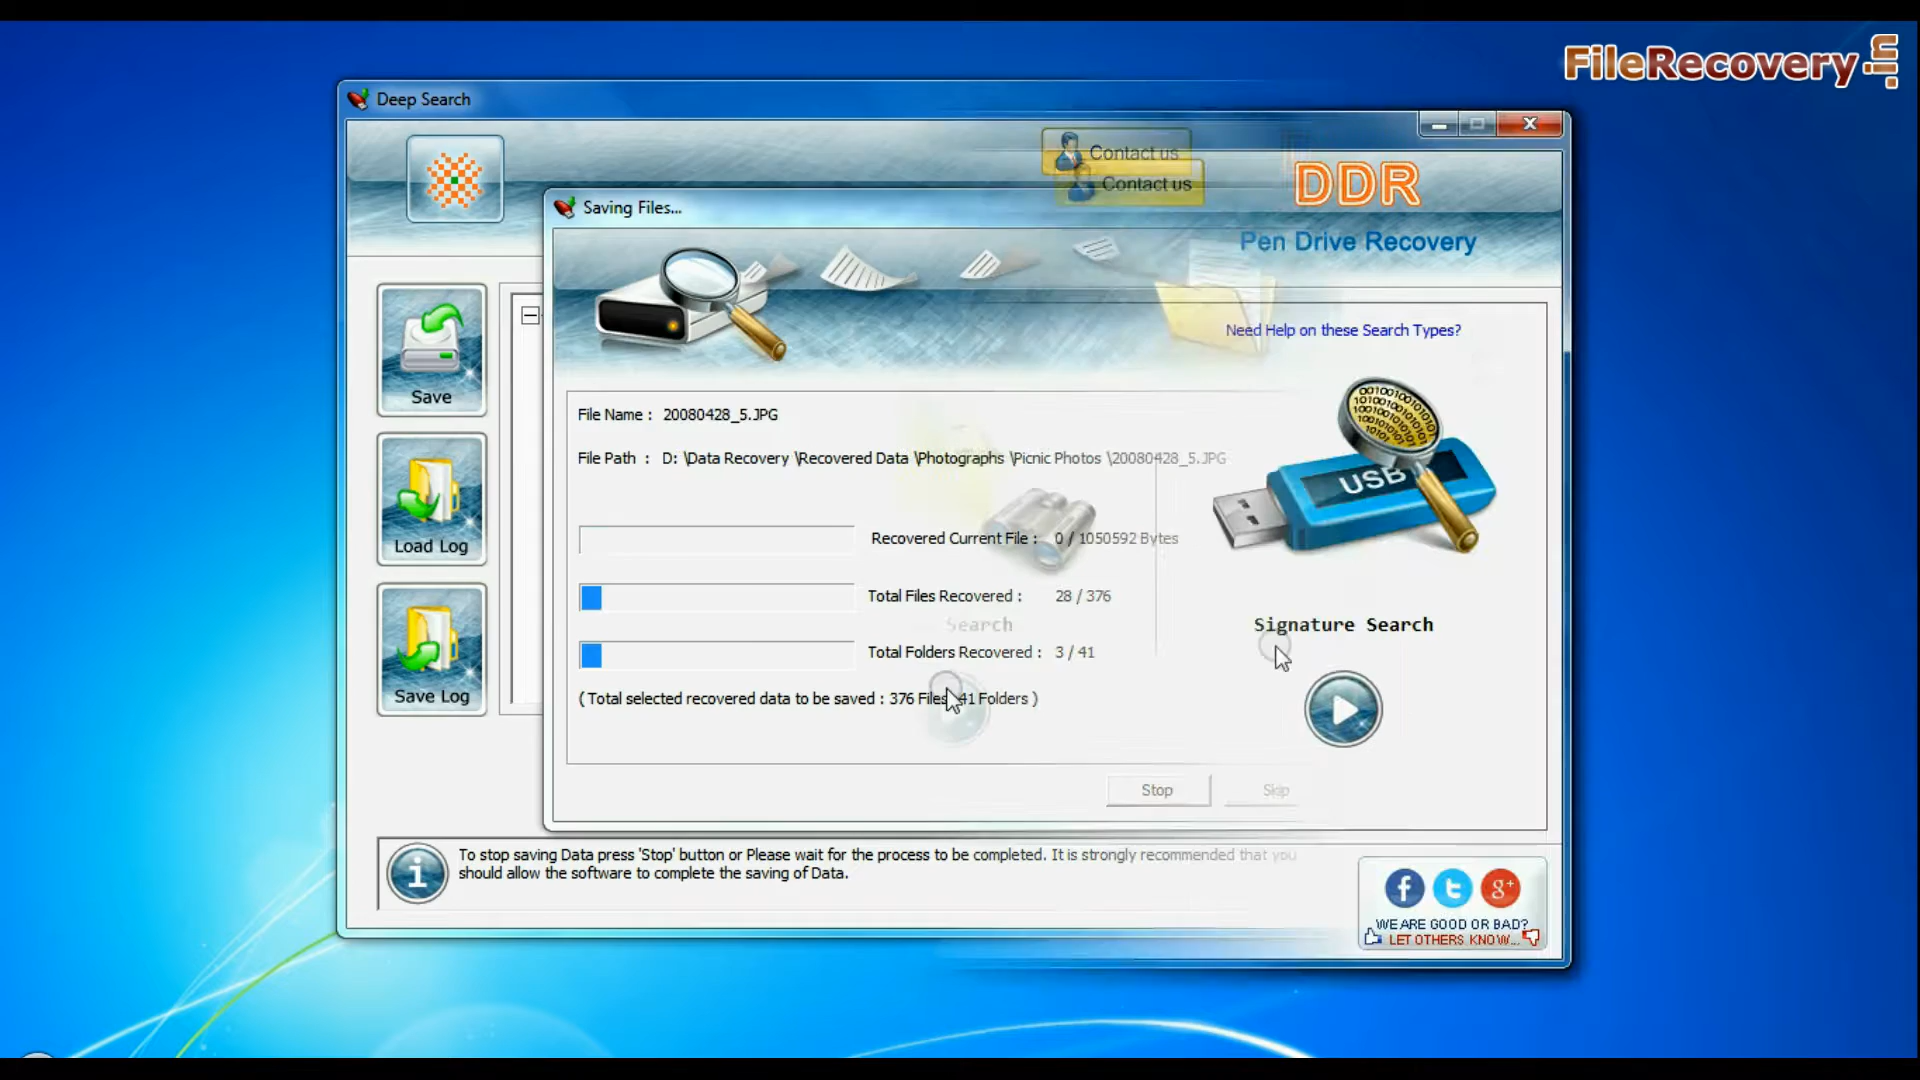 FileRecovery.in
Deep Search
Contact us
Contact us
DDR
Pen Drive Recovery
Saving Files...
Need Help on these Search Types?
Save
Load Log
Save Log
File Name : 20080428_5.JPG
File Path : D: \Data Recovery \Recovered Data \Photographs \Picnic Photos \20080428_5.JPG
USB
Recovered Current File : 0 / 1050592 Bytes
Total Files Recovered : 28 / 376
Search
Signature Search
Total Folders Recovered : 3 / 41
( Total selected recovered data to be saved : 376 Files, 41 Folders )
Stop
Skip
To stop saving Data press 'Stop' button or Please wait for the process to be completed. It is strongly recommended that you
should allow the software to complete the saving of Data.
WE ARE GOOD OR BAD?
LET OTHERS KNOW...